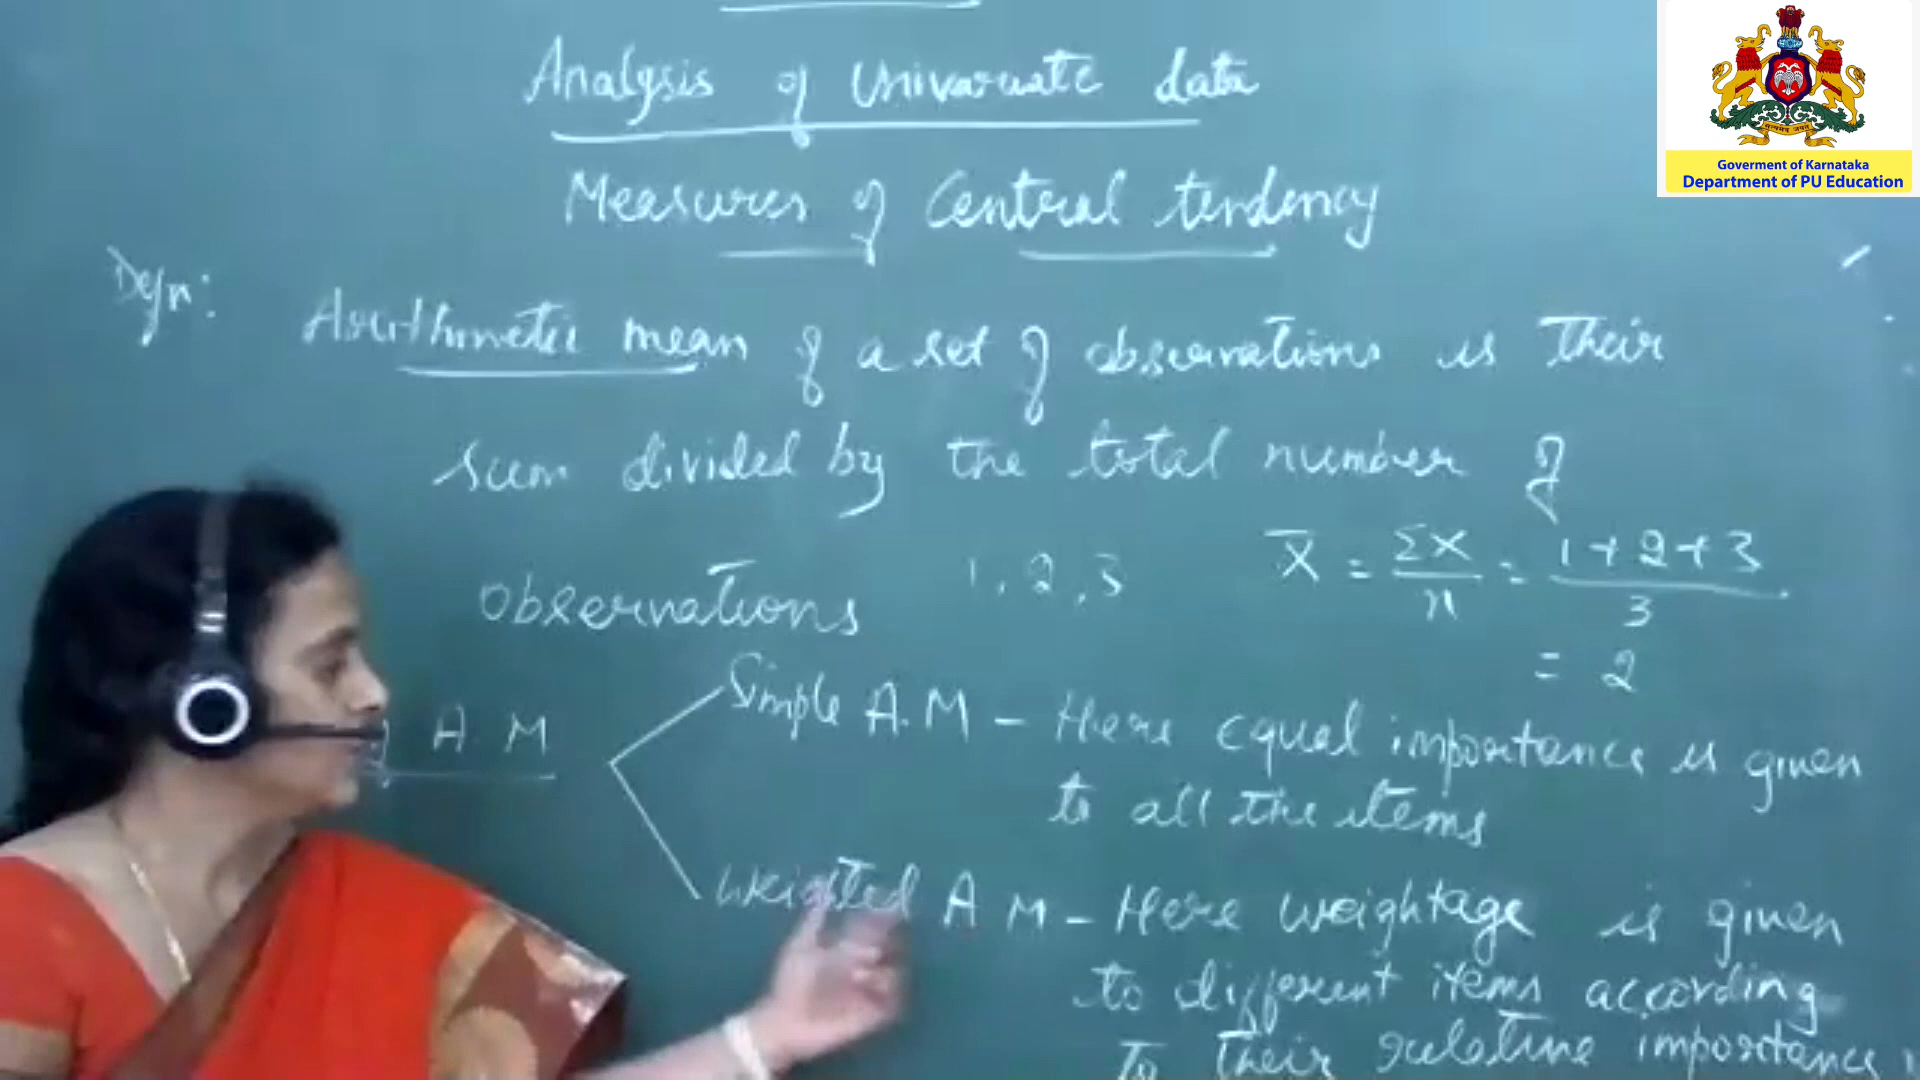 Analysis of Univariate data
Measures of Central tendency
Defn:
Arithmetic mean of a set of observations is their
sum divided by the total number of
observations
1, 2, 3
X̄ = ΣX/n = 1+2+3/3
= 2
A M
Simple A.M – Here equal importance is given
to all the items
Weighted A M – Here weightage is given
to different items according
to their relative importance
Goverment of Karnataka
Department of PU Education